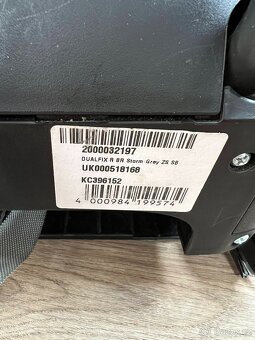 2000032197
DUALFIX R BR Storm Grey ZS SB
UK000518168
KC396152
4 000984 199574